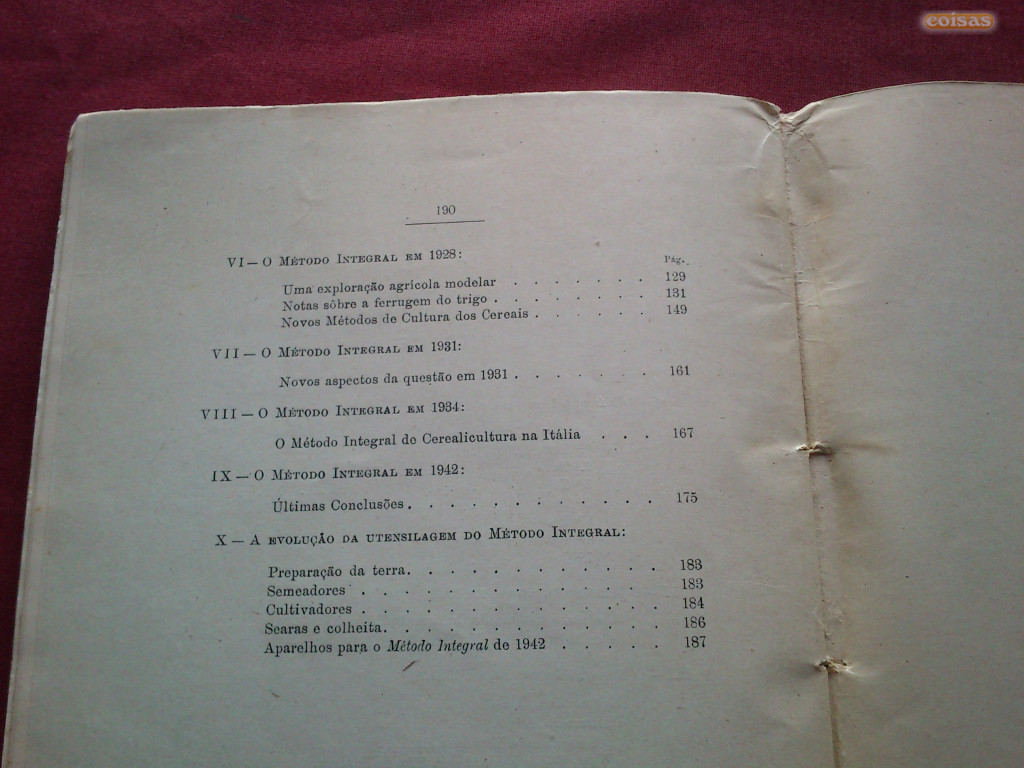 coisas
190
VI — O Método Integral em 1928:
Pág.
Uma exploração agrícola modelar . . . . . . . 129
Notas sôbre a ferrugem do trigo . . . . . . . . 131
Novos Métodos de Cultura dos Cereais . . . . . . 149
VII — O Método Integral em 1931:
Novos aspectos da questão em 1931 . . . . . . . 161
VIII — O Método Integral em 1934:
O Método Integral de Cerealicultura na Itália . . . 167
IX — O Método Integral em 1942:
Últimas Conclusões . . . . . . . . . . . . 175
X — A evolução da utensilagem do Método Integral:
Preparação da terra . . . . . . . . . . . . 183
Semeadores . . . . . . . . . . . . . 183
Cultivadores . . . . . . . . . . . . . . 184
Searas e colheita . . . . . . . . . . . . . 186
Aparelhos para o Método Integral de 1942 . . . . . 187